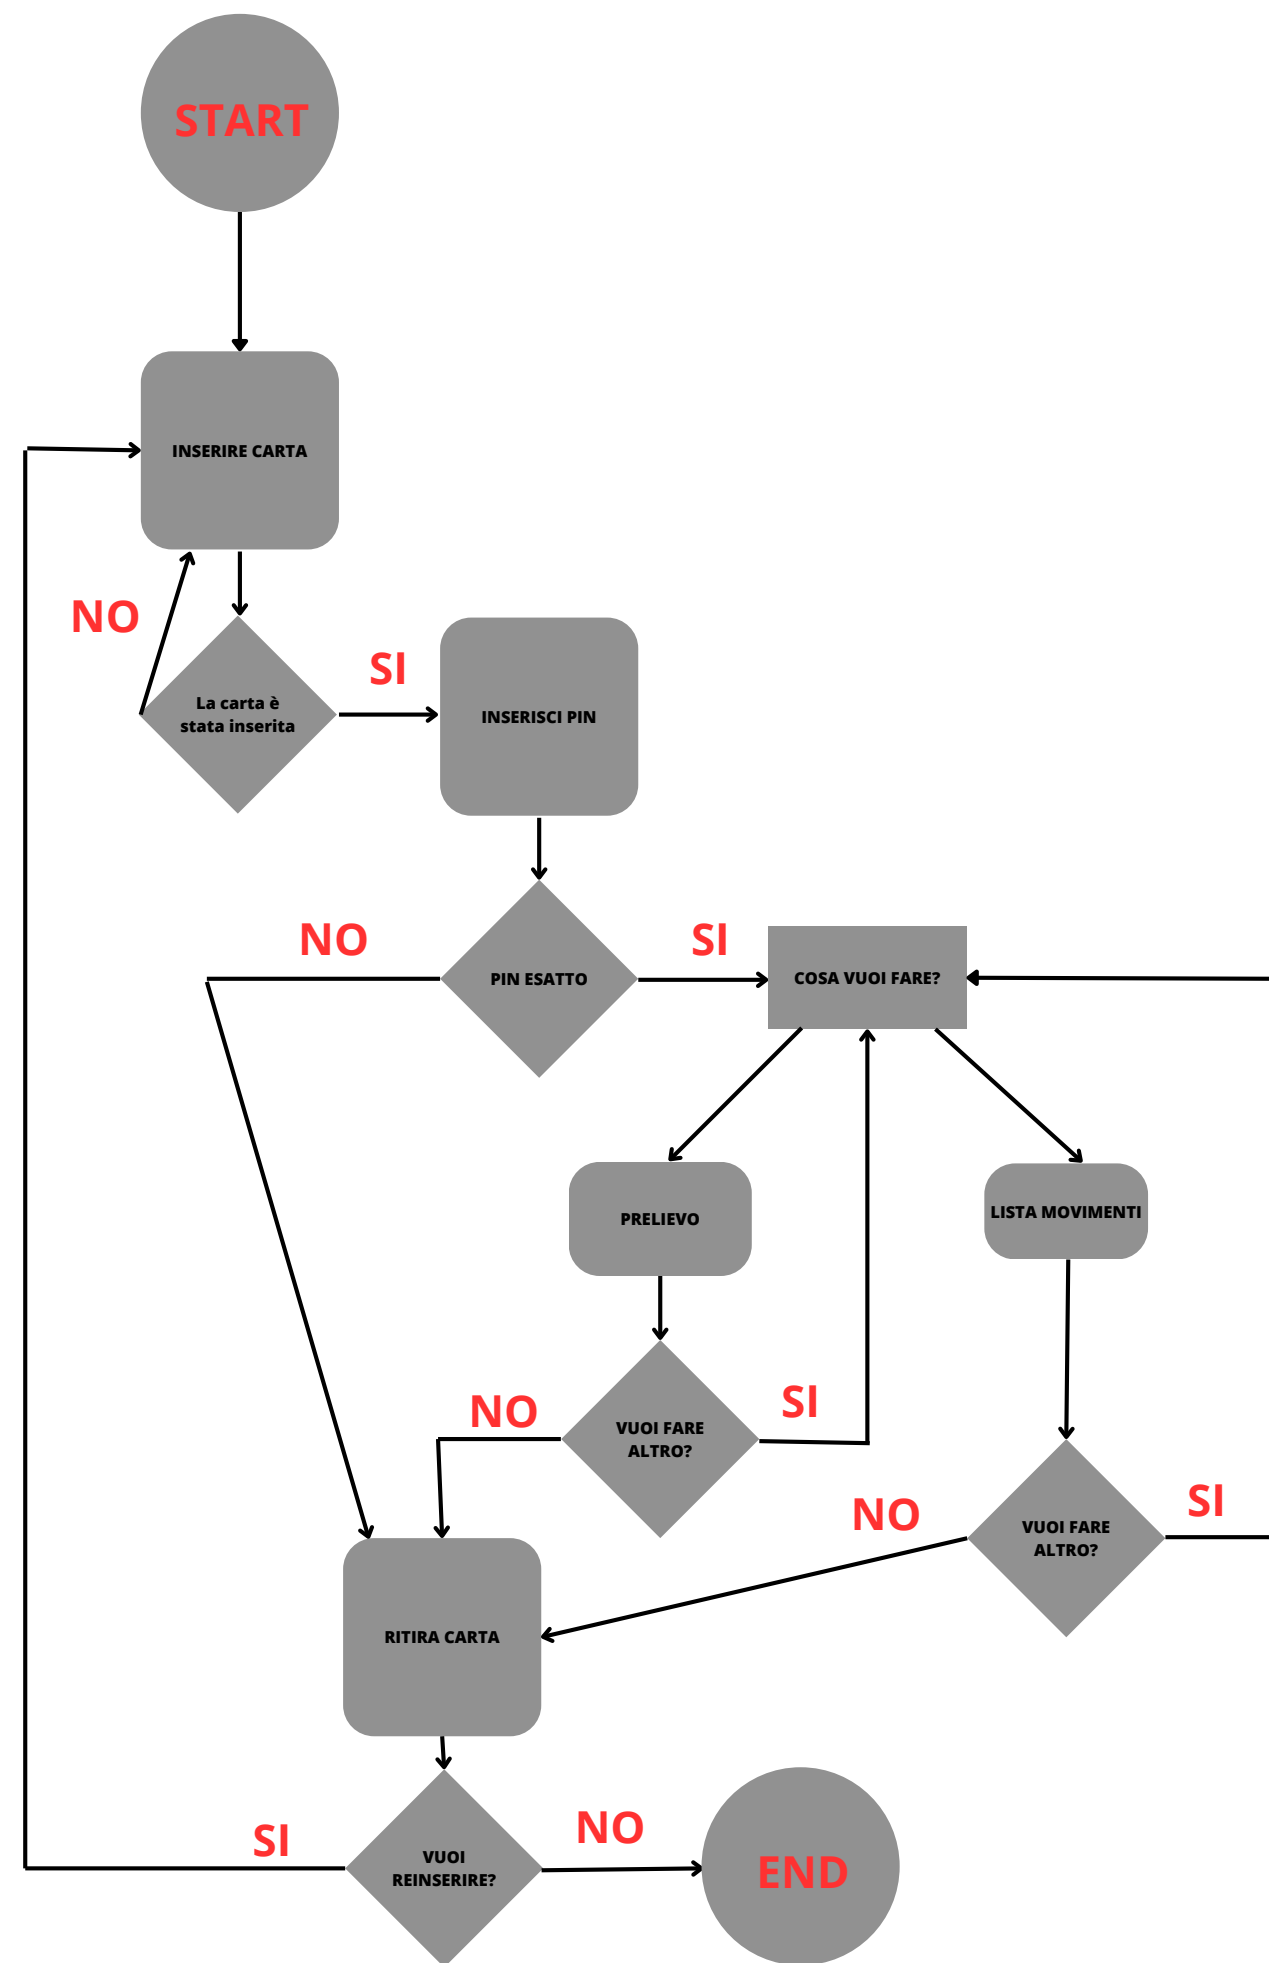 START
INSERIRE CARTA
NO
La carta è
stata inserita
SI
INSERISCI PIN
NO
PIN ESATTO
SI
COSA VUOI FARE?
PRELIEVO
LISTA MOVIMENTI
NO
VUOI FARE
ALTRO?
SI
NO
VUOI FARE
ALTRO?
SI
RITIRA CARTA
SI
VUOI
REINSERIRE?
NO
END